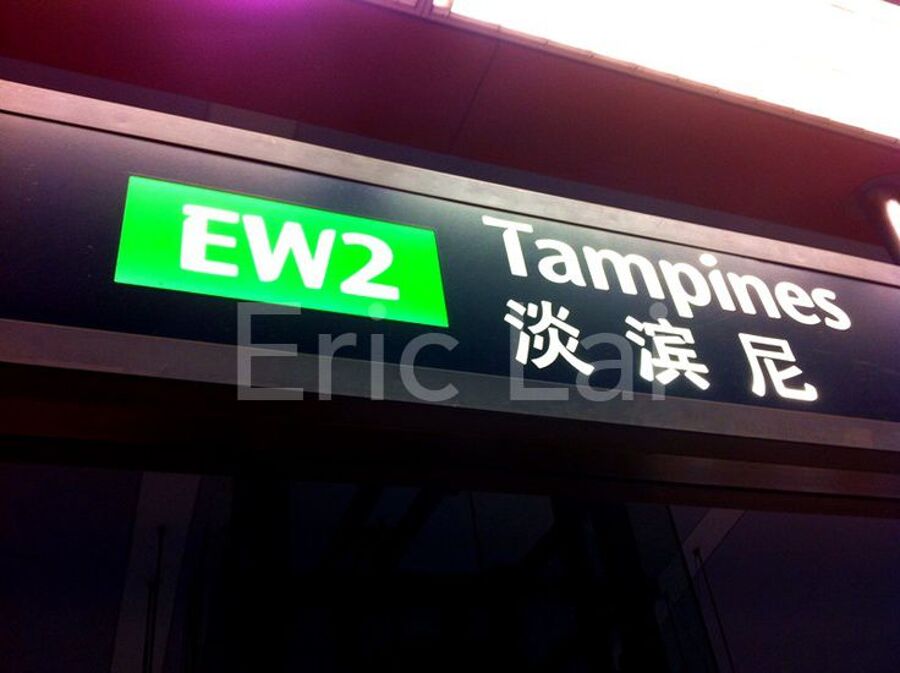 EW2 Tampines
淡滨尼
Eric Lai